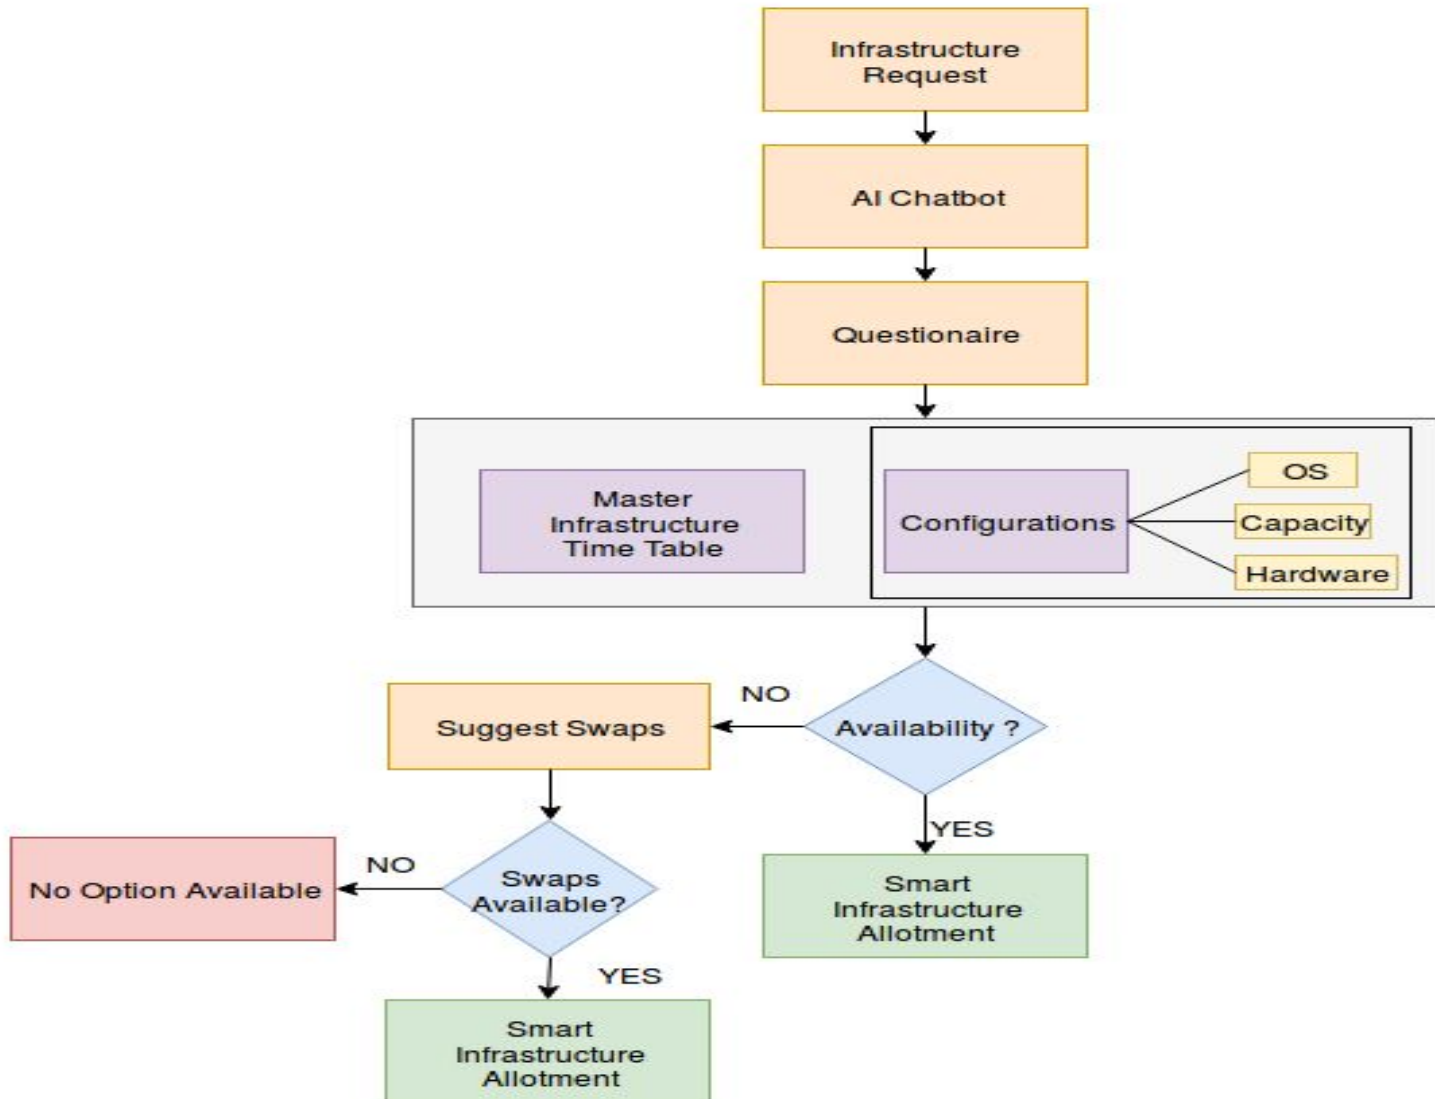 Infrastructure
Request
AI Chatbot
Questionaire
Master
Infrastructure
Time Table
Configurations
OS
Capacity
Hardware
NO
Suggest Swaps
Availability ?
YES
NO
No Option Available
Swaps
Available?
Smart
Infrastructure
Allotment
YES
Smart
Infrastructure
Allotment